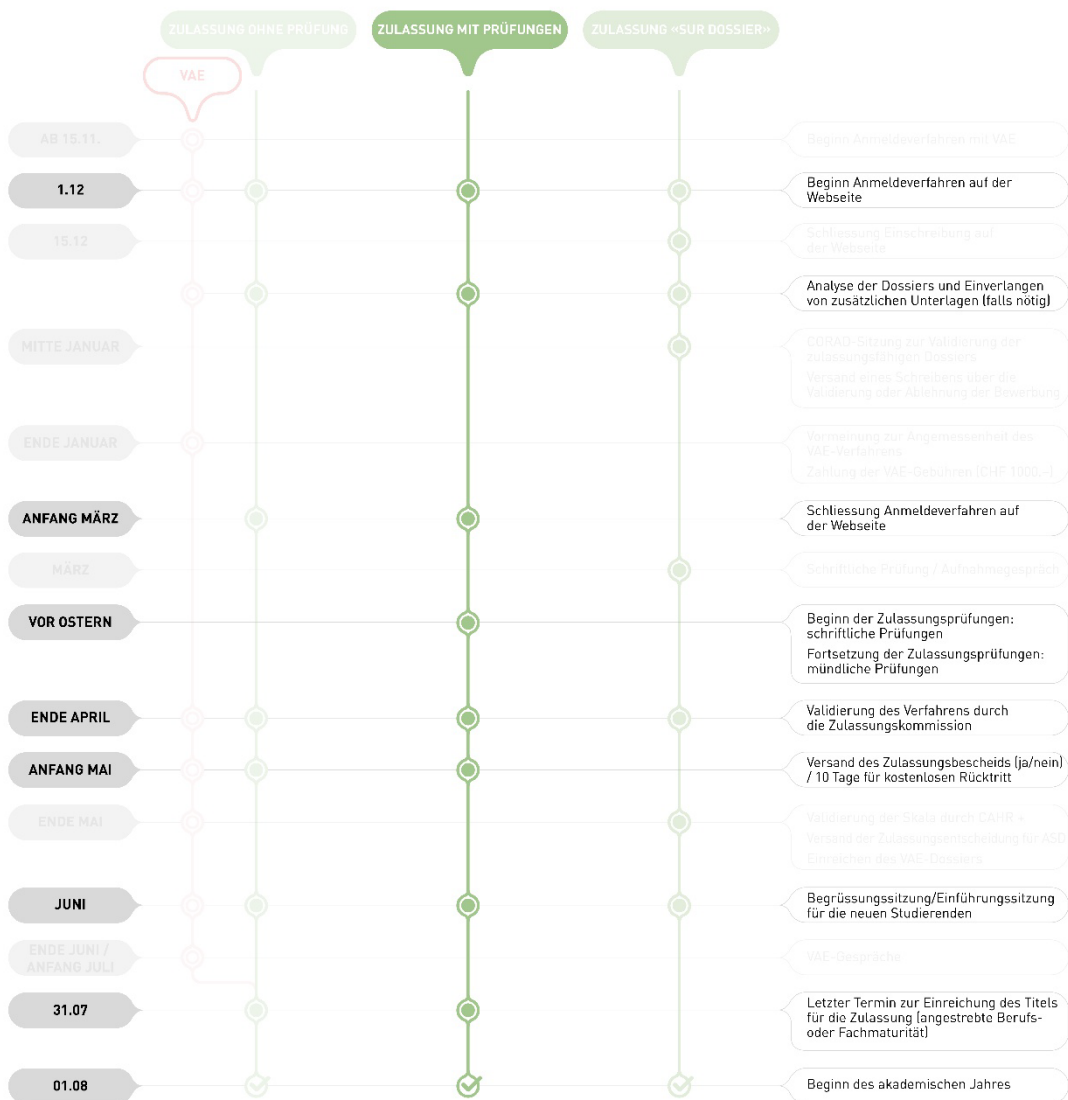 ZULASSUNG OHNE PRÜFUNG
ZULASSUNG MIT PRÜFUNGEN
ZULASSUNG «SUR DOSSIER»
VAE
AB 15.11.
Beginn Anmeldeverfahren mit VAE
1.12
Beginn Anmeldeverfahren auf der
Webseite
15.12
Schliessung Einschreibung auf
der Webseite
Analyse der Dossiers und Einverlangen
von zusätzlichen Unterlagen (falls nötig)
MITTE JANUAR
CORAD-Sitzung zur Validierung der
zulassungsfähigen Dossiers
Versand eines Schreibens über die
Validierung oder Ablehnung der Bewerbung
ENDE JANUAR
Vormeinung zur Angemessenheit des
VAE-Verfahrens
Zahlung der VAE-Gebühren (CHF 1000.–)
ANFANG MÄRZ
Schliessung Anmeldeverfahren auf
der Webseite
MÄRZ
Schriftliche Prüfung / Aufnahmegespräch
VOR OSTERN
Beginn der Zulassungsprüfungen:
schriftliche Prüfungen
Fortsetzung der Zulassungsprüfungen:
mündliche Prüfungen
ENDE APRIL
Validierung des Verfahrens durch
die Zulassungskommission
ANFANG MAI
Versand des Zulassungsbescheids (ja/nein)
/ 10 Tage für kostenlosen Rücktritt
ENDE MAI
Validierung der Skala durch CAHR +
Versand der Zulassungsentscheidung für ASD
Einreichen des VAE-Dossiers
JUNI
Begrüssungssitzung/Einführungssitzung
für die neuen Studierenden
ENDE JUNI /
ANFANG JULI
VAE-Gespräche
31.07
Letzter Termin zur Einreichung des Titels
für die Zulassung (angestrebte Berufs-
oder Fachmaturität)
01.08
Beginn des akademischen Jahres